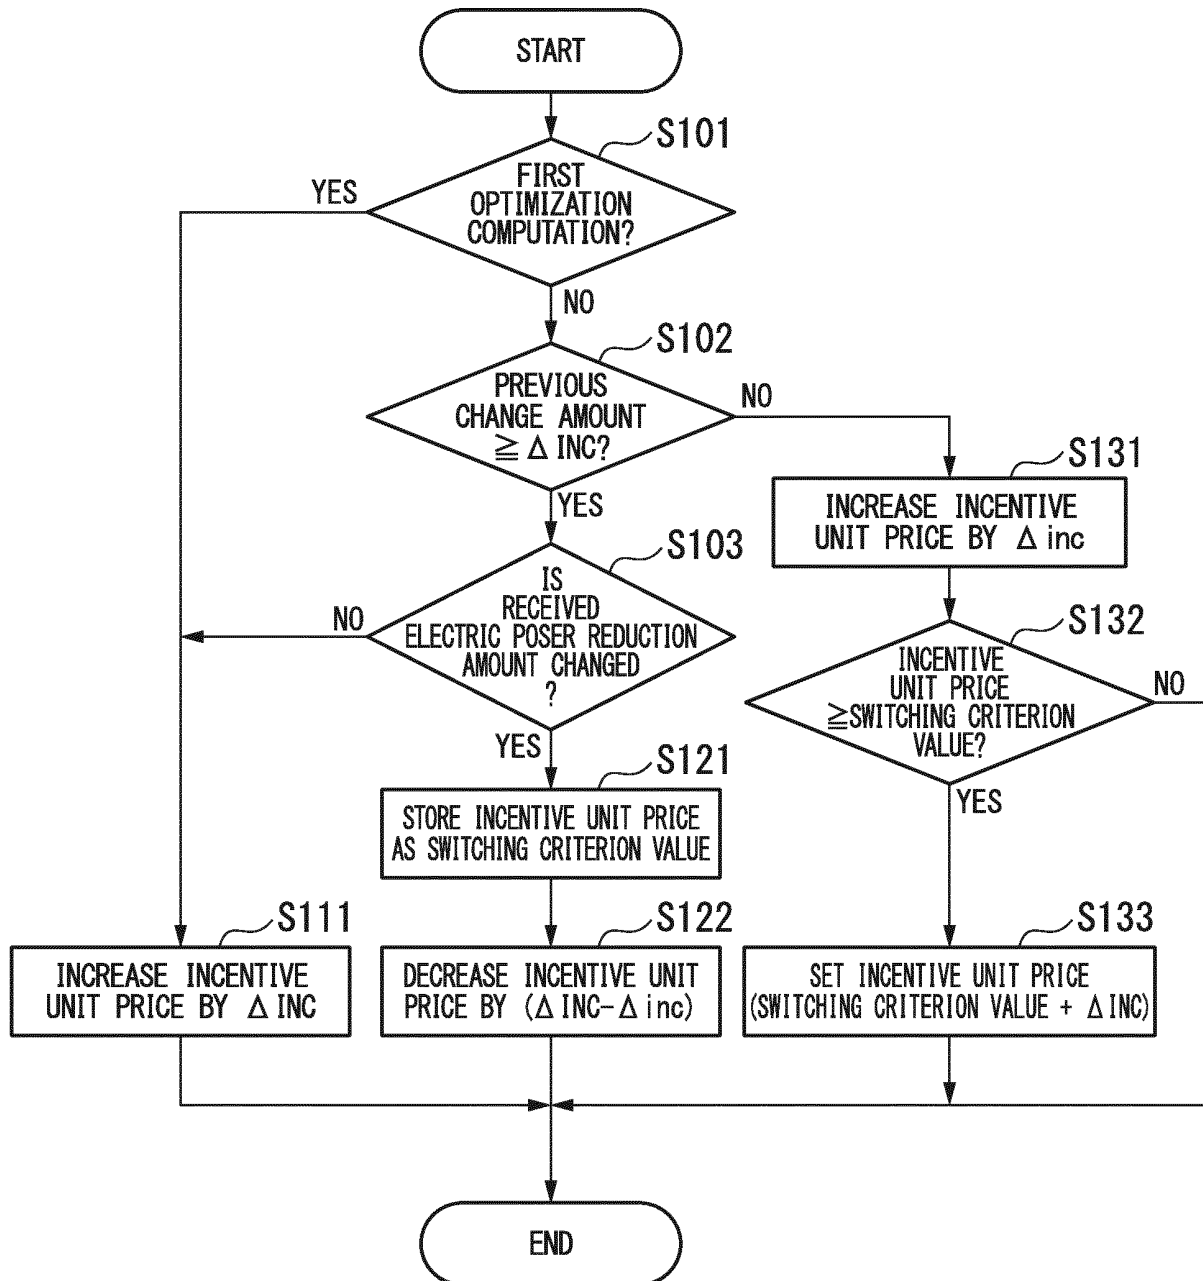 START
S101
FIRST
OPTIMIZATION
COMPUTATION?
YES
NO
S102
PREVIOUS
CHANGE AMOUNT
≧ Δ INC?
NO
YES
S131
INCREASE INCENTIVE
UNIT PRICE BY Δ inc
S103
IS
RECEIVED
ELECTRIC POSER REDUCTION
AMOUNT CHANGED
?
NO
YES
S132
INCENTIVE
UNIT PRICE
≧SWITCHING CRITERION
VALUE?
NO
YES
S121
STORE INCENTIVE UNIT PRICE
AS SWITCHING CRITERION VALUE
S111
INCREASE INCENTIVE
UNIT PRICE BY Δ INC
S122
DECREASE INCENTIVE UNIT
PRICE BY (Δ INC-Δ inc)
S133
SET INCENTIVE UNIT PRICE
(SWITCHING CRITERION VALUE + Δ INC)
END